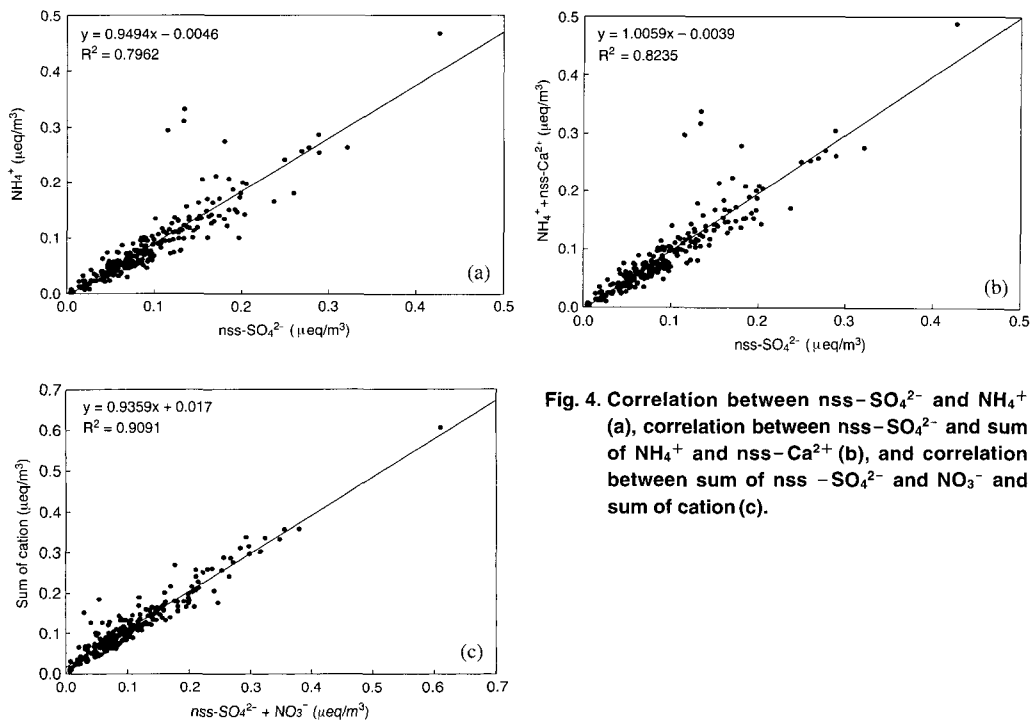 y = 0.9494x − 0.0046
R² = 0.7962
NH₄⁺ (μeq/m³)
0.5
0.4
0.3
0.2
0.1
0.0
0.0 0.1 0.2 0.3 0.4 0.5
nss-SO₄²⁻ (μeq/m³)
(a)
y = 1.0059x − 0.0039
R² = 0.8235
NH₄⁺+nss-Ca²⁺ (μeq/m³)
0.5
0.4
0.3
0.2
0.1
0.0
0.0 0.1 0.2 0.3 0.4 0.5
nss-SO₄²⁻ (μeq/m³)
(b)
y = 0.9359x + 0.017
R² = 0.9091
Sum of cation (μeq/m³)
0.7
0.6
0.5
0.4
0.3
0.2
0.1
0.0
0.0 0.1 0.2 0.3 0.4 0.5 0.6 0.7
nss-SO₄²⁻ + NO₃⁻ (μeq/m³)
(c)
Fig. 4. Correlation between nss−SO₄²⁻ and NH₄⁺
(a), correlation between nss−SO₄²⁻ and sum
of NH₄⁺ and nss−Ca²⁺ (b), and correlation
between sum of nss −SO₄²⁻ and NO₃⁻ and
sum of cation (c).